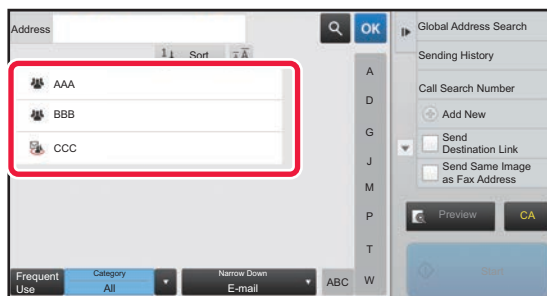 Address
OK
1↓ Sort
AAA
BBB
CCC
A
D
G
J
M
P
T
W
ABC
Frequent
Use
Category
All
Narrow Down
E-mail
Global Address Search
Sending History
Call Search Number
Add New
Send
Destination Link
Send Same Image
as Fax Address
Preview
CA